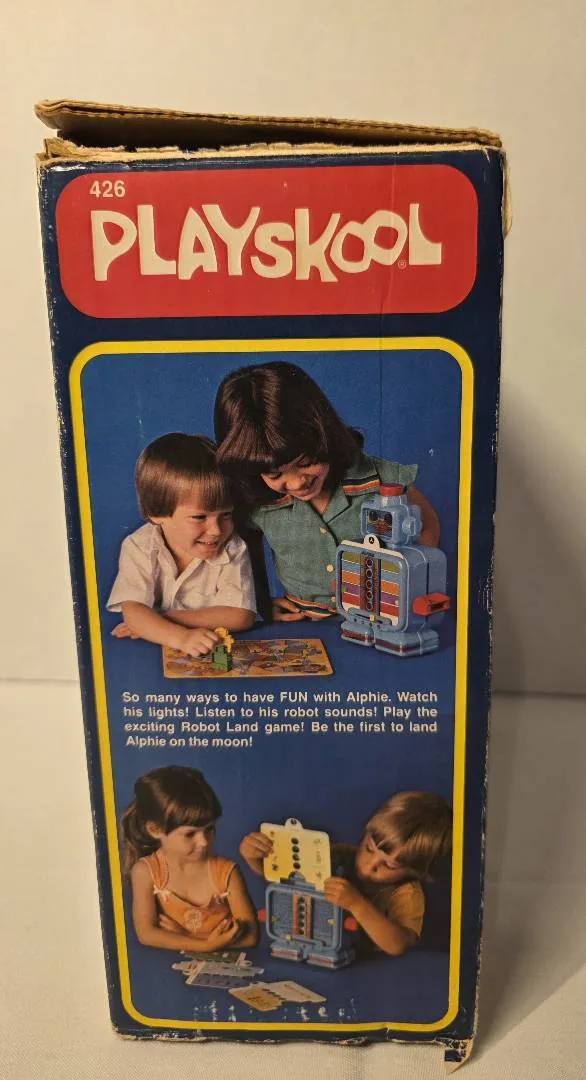 426
PLAYSKOOL®
So many ways to have FUN with Alphie. Watch
his lights! Listen to his robot sounds! Play the
exciting Robot Land game! Be the first to land
Alphie on the moon!